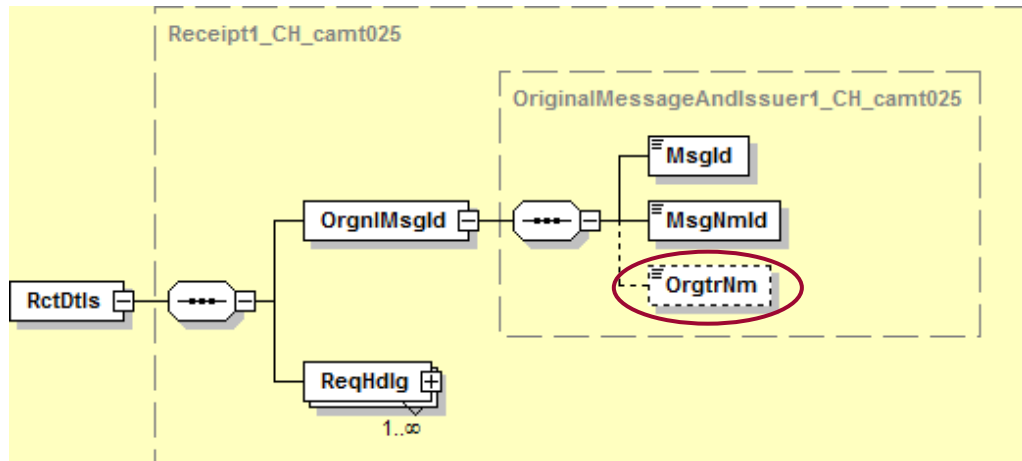 Receipt1_CH_camt025
OriginalMessageAndIssuer1_CH_camt025
MsgId
OrgnlMsgId
MsgNmId
OrgtrNm
RctDtls
ReqHdlg
1..∞